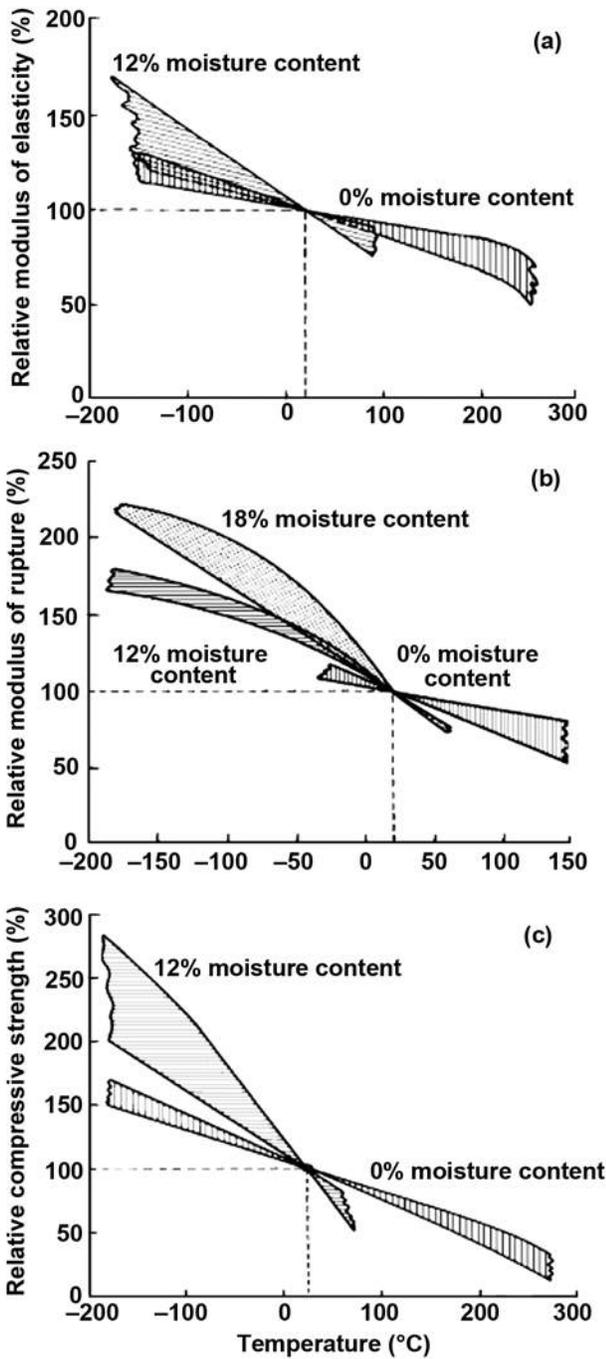 (a)
Relative modulus of elasticity (%)
200
150
100
50
0
12% moisture content
0% moisture content
–200
–100
0
100
200
300
(b)
Relative modulus of rupture (%)
250
200
150
100
50
0
18% moisture content
12% moisture
content
0% moisture
content
–200
–150
–100
–50
0
50
100
150
(c)
Relative compressive strength (%)
300
250
200
150
100
50
0
12% moisture content
0% moisture content
–200
–100
0
100
200
300
Temperature (°C)